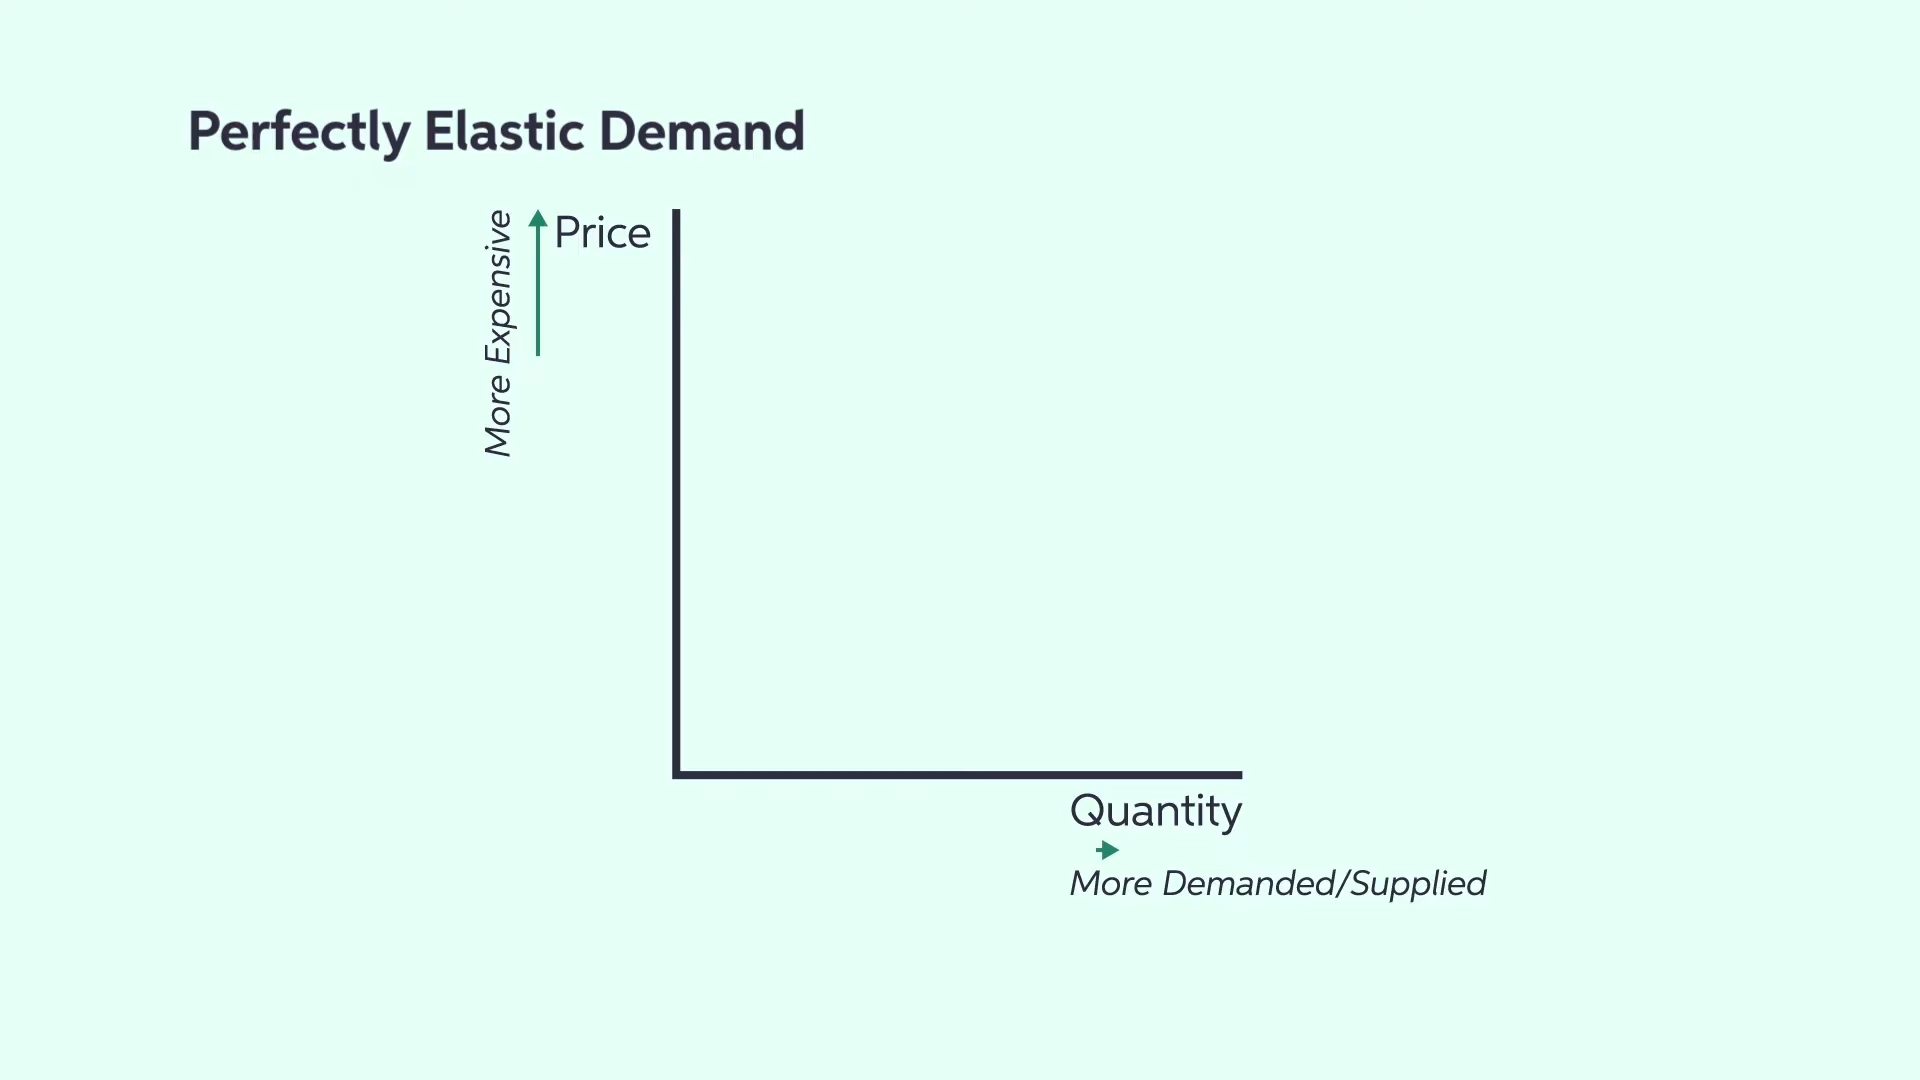 Perfectly Elastic Demand
More Expensive
Price
Quantity
More Demanded/Supplied